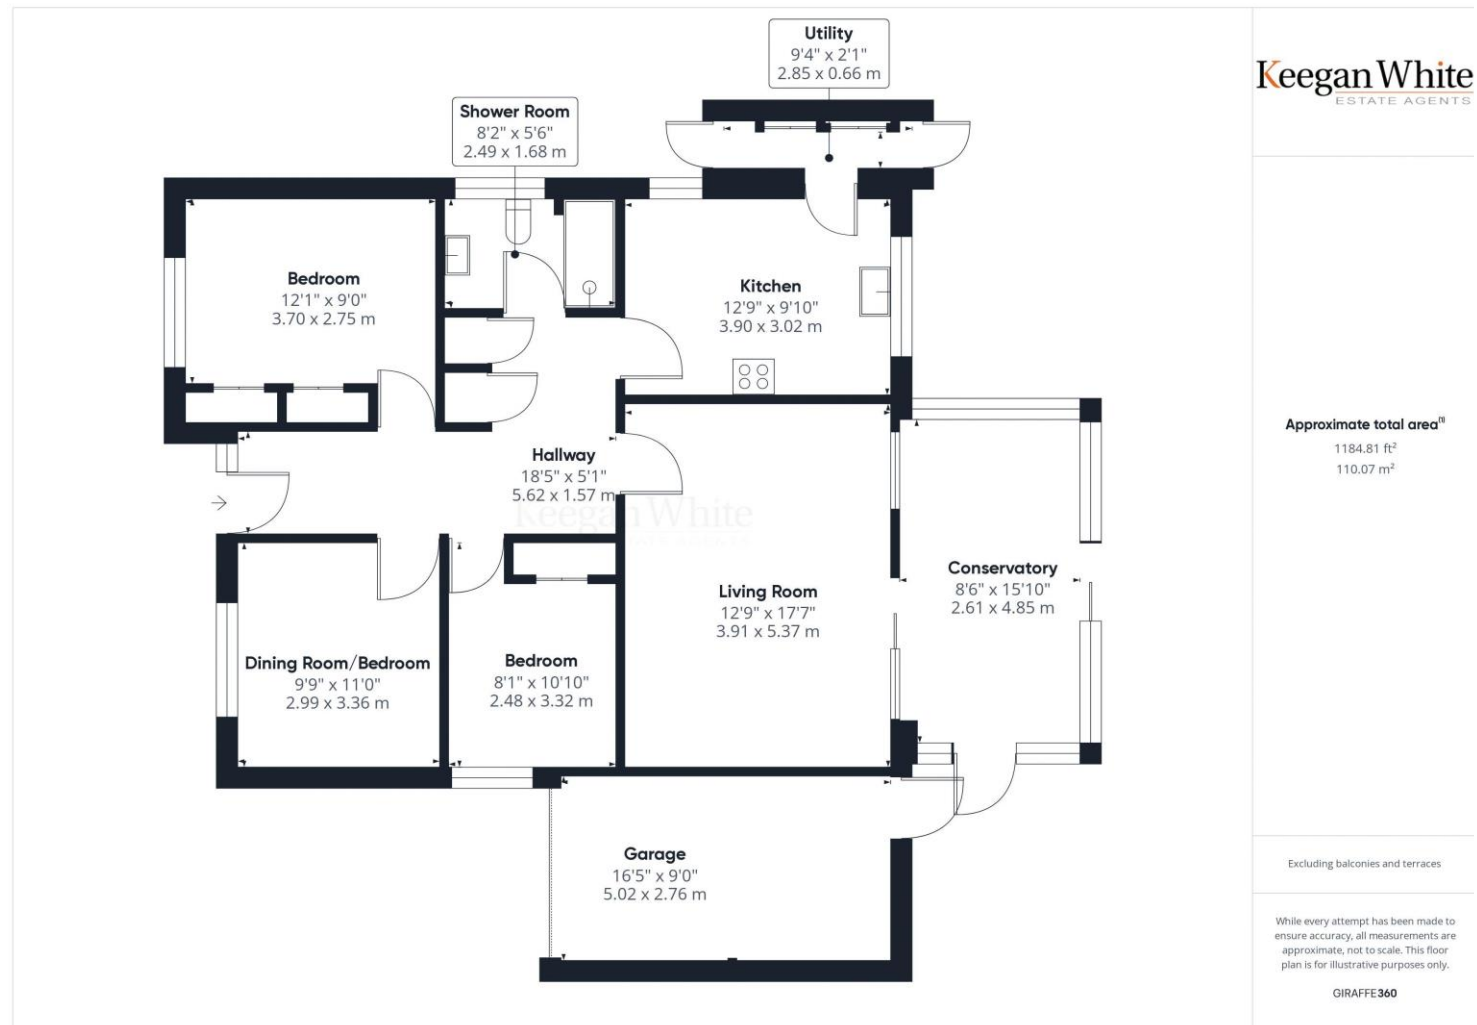 Utility
9'4" x 2'1"
2.85 x 0.66 m
Keegan White
ESTATE AGENTS
Shower Room
8'2" x 5'6"
2.49 x 1.68 m
Bedroom
12'1" x 9'0"
3.70 x 2.75 m
Kitchen
12'9" x 9'10"
3.90 x 3.02 m
Approximate total area⁽¹⁾
1184.81 ft²
110.07 m²
Hallway
18'5" x 5'1"
5.62 x 1.57 m
Keegan White
Living Room
12'9" x 17'7"
3.91 x 5.37 m
Conservatory
8'6" x 15'10"
2.61 x 4.85 m
Dining Room/Bedroom
9'9" x 11'0"
2.99 x 3.36 m
Bedroom
8'1" x 10'10"
2.48 x 3.32 m
Garage
16'5" x 9'0"
5.02 x 2.76 m
Excluding balconies and terraces
While every attempt has been made to
ensure accuracy, all measurements are
approximate, not to scale. This floor
plan is for illustrative purposes only.
GIRAFFE360